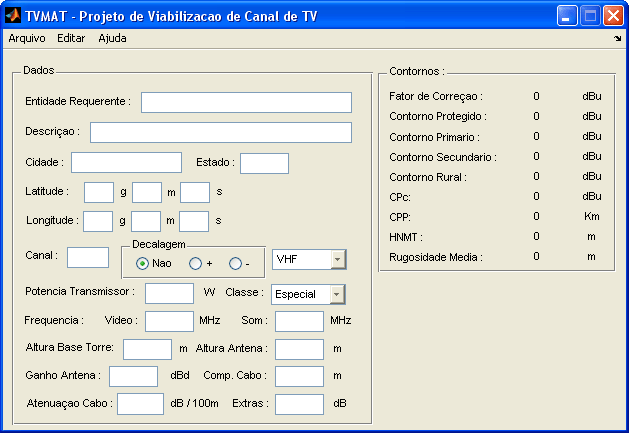 TVMAT - Projeto de Viabilizacao de Canal de TV
Arquivo Editar Ajuda
Dados
Entidade Requerente :
Descriçao :
Cidade : Estado :
Latitude : g m s
Longitude : g m s
Canal : Decalagem Nao + - VHF
Potencia Transmissor : W Classe : Especial
Frequencia : Video : MHz Som : MHz
Altura Base Torre: m Altura Antena : m
Ganho Antena : dBd Comp. Cabo : m
Atenuaçao Cabo : dB / 100m Extras : dB
Contornos :
Fator de Correçao : 0 dBu
Contorno Protegido : 0 dBu
Contorno Primario : 0 dBu
Contorno Secundario : 0 dBu
Contorno Rural : 0 dBu
CPc: 0 dBu
CPP: 0 Km
HNMT : 0 m
Rugosidade Media : 0 m